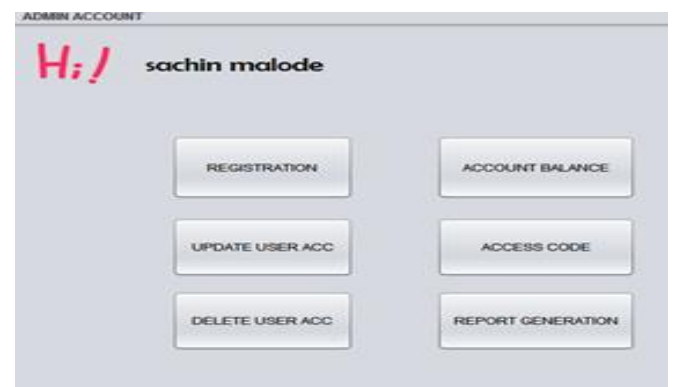 ADMIN ACCOUNT
Hi! sachin malode
REGISTRATION ACCOUNT BALANCE
UPDATE USER ACC ACCESS CODE
DELETE USER ACC REPORT GENERATION